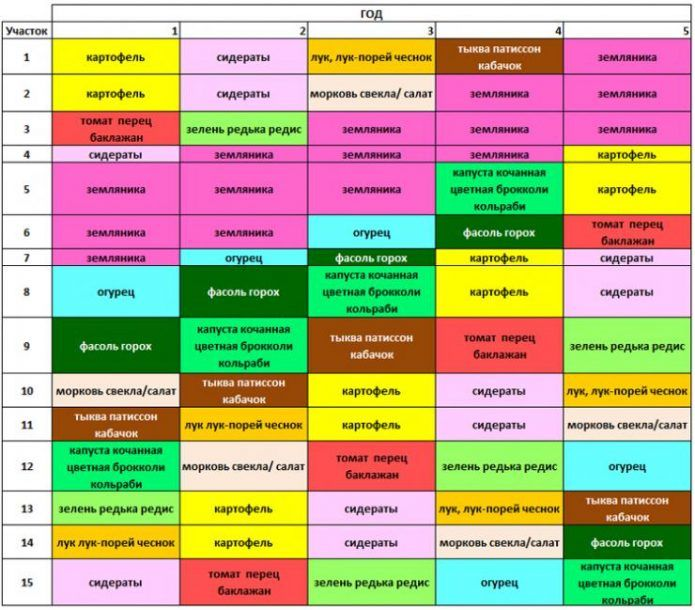 ГОД
Участок 1 2 3 4 5
1 картофель сидераты лук, лук-порей чеснок тыква патиссон кабачок земляника
2 картофель сидераты морковь свекла/ салат земляника земляника
3 томат перец баклажан зелень редька редис земляника земляника земляника
4 сидераты земляника земляника земляника картофель
5 земляника земляника земляника капуста кочанная цветная брокколи кольраби картофель
6 земляника земляника огурец фасоль горох томат перец баклажан
7 земляника огурец фасоль горох картофель сидераты
8 огурец фасоль горох капуста кочанная цветная брокколи кольраби картофель сидераты
9 фасоль горох капуста кочанная цветная брокколи кольраби тыква патиссон кабачок томат перец баклажан зелень редька редис
10 морковь свекла/салат тыква патиссон кабачок картофель сидераты лук, лук-порей чеснок
11 тыква патиссон кабачок лук лук-порей чеснок картофель сидераты морковь свекла/салат
12 капуста кочанная цветная брокколи кольраби морковь свекла/ салат томат перец баклажан зелень редька редис огурец
13 зелень редька редис картофель сидераты лук, лук-порей чеснок тыква патиссон кабачок
14 лук лук-порей чеснок картофель сидераты морковь свекла/салат фасоль горох
15 сидераты томат перец баклажан зелень редька редис огурец капуста кочанная цветная брокколи кольраби